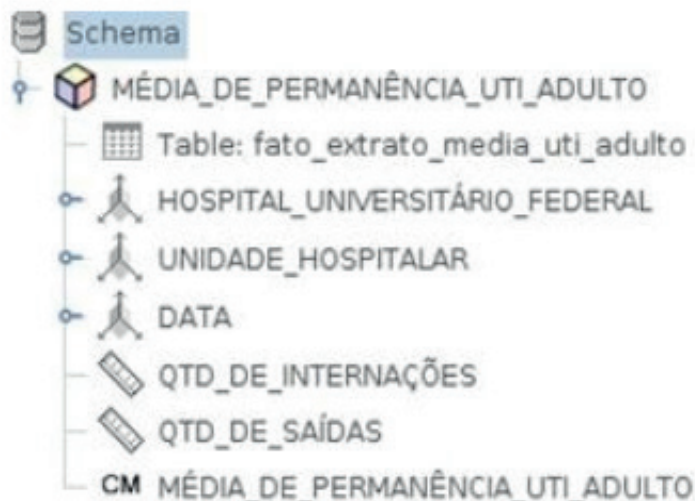 Schema
MÉDIA_DE_PERMANÊNCIA_UTI_ADULTO
Table: fato_extrato_media_uti_adulto
HOSPITAL_UNIVERSITÁRIO_FEDERAL
UNIDADE_HOSPITALAR
DATA
QTD_DE_INTERNAÇÕES
QTD_DE_SAÍDAS
CM MÉDIA_DE_PERMANÊNCIA_UTI_ADULTO